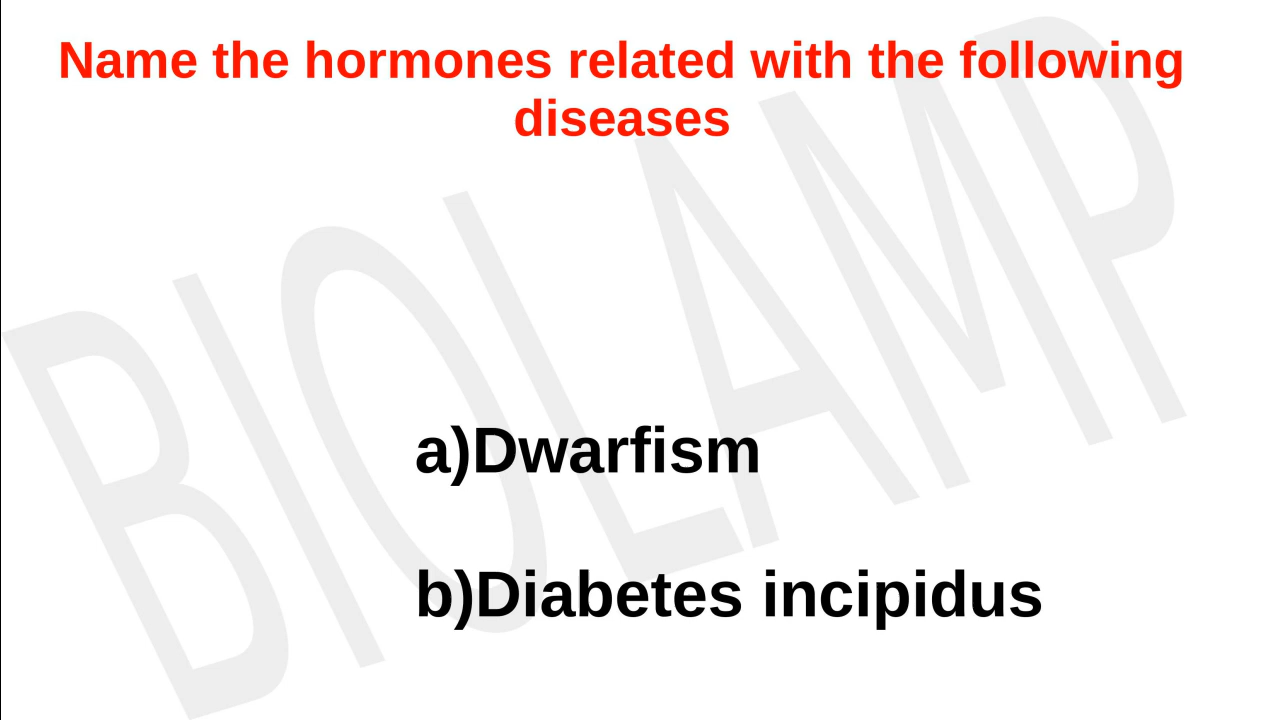 Name the hormones related with the following
diseases
BIOLAMP
a)Dwarfism
b)Diabetes incipidus